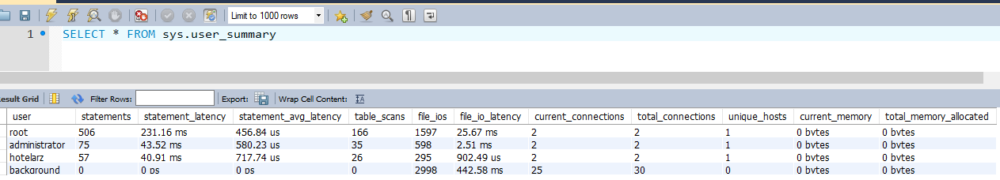 Limit to 1000 rows
1 SELECT * FROM sys.user_summary
esult Grid Filter Rows: Export: Wrap Cell Content:
user statements statement_latency statement_avg_latency table_scans file_ios file_io_latency current_connections total_connections unique_hosts current_memory total_memory_allocated
root 506 231.16 ms 456.84 us 166 1597 25.67 ms 2 2 1 0 bytes 0 bytes
administrator 75 43.52 ms 580.23 us 35 598 2.51 ms 2 2 1 0 bytes 0 bytes
hotelarz 57 40.91 ms 717.74 us 26 295 902.49 us 2 2 1 0 bytes 0 bytes
background 0 0 ps 0 ps 0 2998 442.58 ms 25 30 0 0 bytes 0 bytes